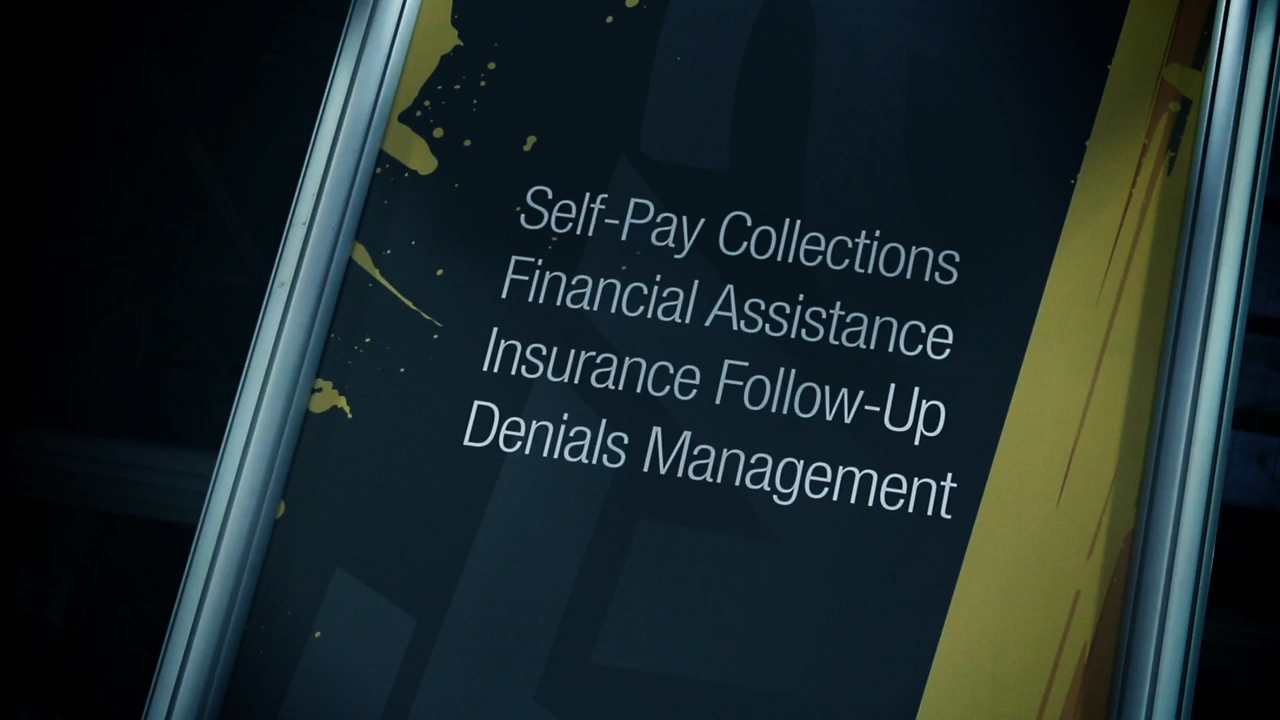 Self-Pay Collections
Financial Assistance
Insurance Follow-Up
Denials Management